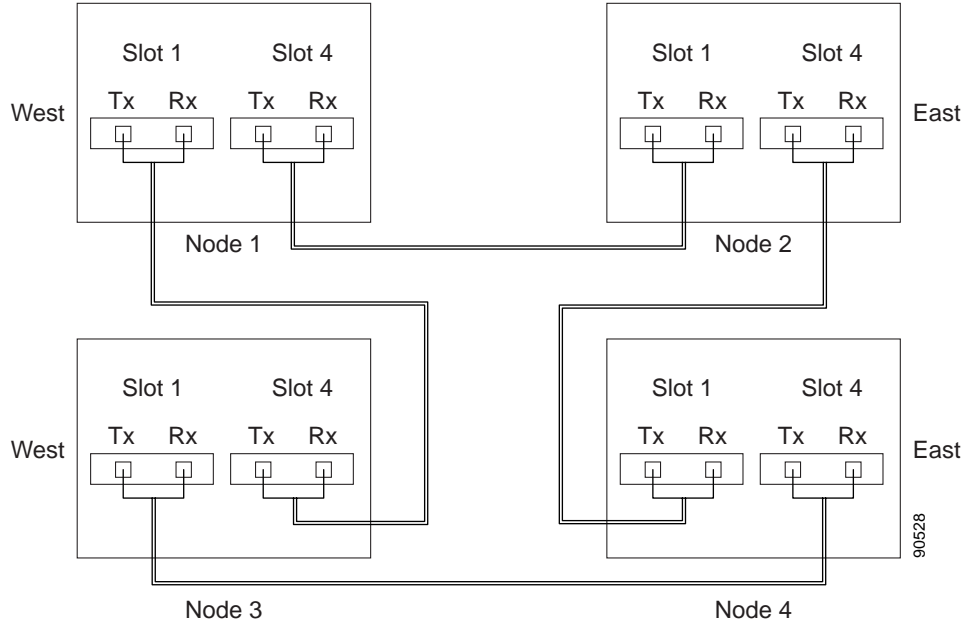 Slot 1 Slot 4 Slot 1 Slot 4
West Tx Rx Tx Rx Tx Rx Tx Rx East
Node 1 Node 2
Slot 1 Slot 4 Slot 1 Slot 4
West Tx Rx Tx Rx Tx Rx Tx Rx East
90528
Node 3 Node 4